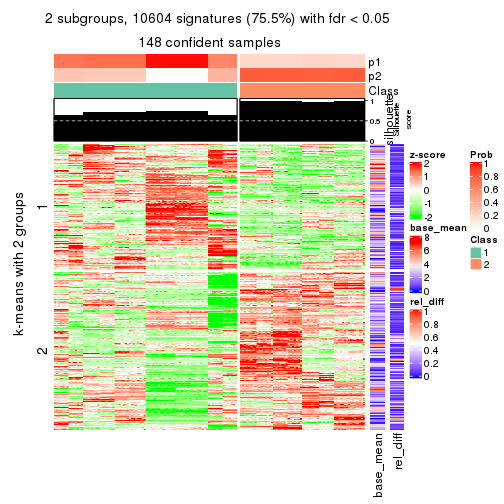 2 subgroups, 10604 signatures (75.5%) with fdr < 0.05
148 confident samples
p1
p2
Class
1
0.5
0
silhouette
Silhouette
score
k-means with 2 groups
1
2
base_mean
rel_diff
z-score
2
1
0
-1
-2
base_mean
8
6
4
2
0
rel_diff
1
0.8
0.6
0.4
0.2
0
Prob
1
0.8
0.6
0.4
0.2
0
Class
1
2